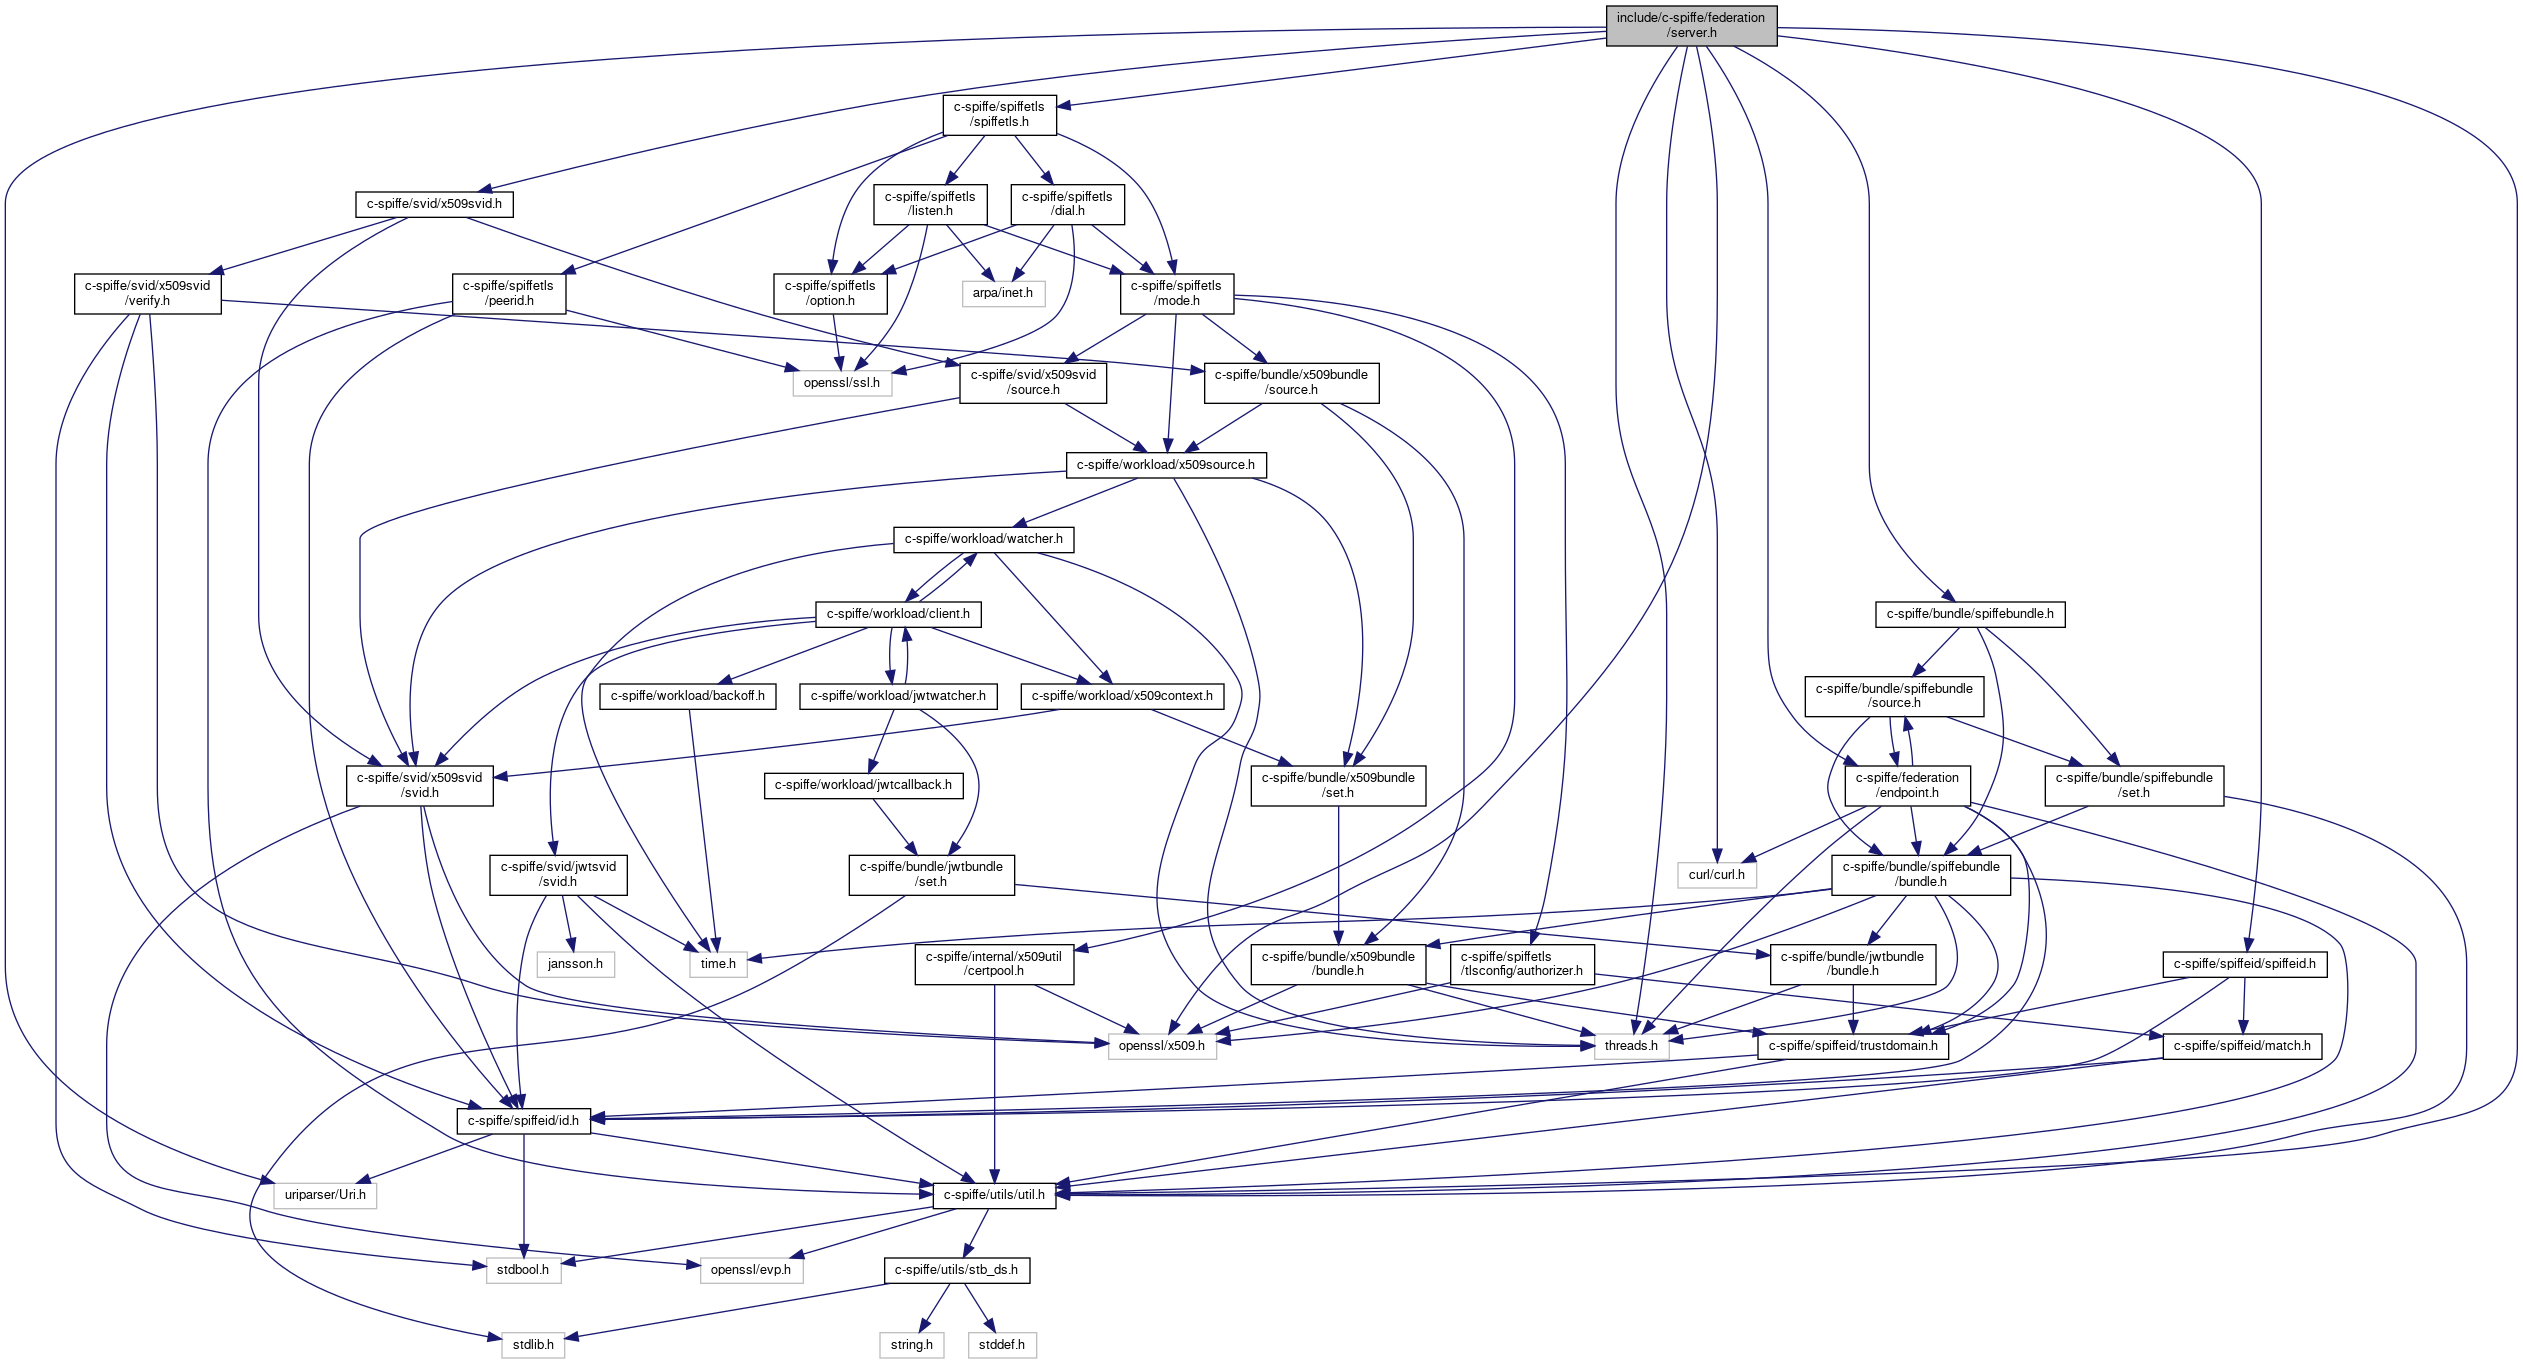 include/c-spiffe/federation
/server.h
c-spiffe/spiffetls
/spiffetls.h
c-spiffe/svid/x509svid.h
c-spiffe/spiffetls
/listen.h
c-spiffe/spiffetls
/dial.h
c-spiffe/svid/x509svid
/verify.h
c-spiffe/spiffetls
/peerid.h
c-spiffe/spiffetls
/option.h
arpa/inet.h
c-spiffe/spiffetls
/mode.h
openssl/ssl.h
c-spiffe/svid/x509svid
/source.h
c-spiffe/bundle/x509bundle
/source.h
c-spiffe/workload/x509source.h
c-spiffe/workload/watcher.h
c-spiffe/workload/client.h
c-spiffe/bundle/spiffebundle.h
c-spiffe/workload/backoff.h
c-spiffe/workload/jwtwatcher.h
c-spiffe/workload/x509context.h
c-spiffe/bundle/spiffebundle
/source.h
c-spiffe/svid/x509svid
/svid.h
c-spiffe/workload/jwtcallback.h
c-spiffe/bundle/x509bundle
/set.h
c-spiffe/federation
/endpoint.h
c-spiffe/bundle/spiffebundle
/set.h
c-spiffe/svid/jwtsvid
/svid.h
c-spiffe/bundle/jwtbundle
/set.h
curl/curl.h
c-spiffe/bundle/spiffebundle
/bundle.h
jansson.h
time.h
c-spiffe/internal/x509util
/certpool.h
c-spiffe/bundle/x509bundle
/bundle.h
c-spiffe/spiffetls
/tlsconfig/authorizer.h
c-spiffe/bundle/jwtbundle
/bundle.h
c-spiffe/spiffeid/spiffeid.h
openssl/x509.h
threads.h
c-spiffe/spiffeid/trustdomain.h
c-spiffe/spiffeid/match.h
c-spiffe/spiffeid/id.h
uriparser/Uri.h
c-spiffe/utils/util.h
stdbool.h
openssl/evp.h
c-spiffe/utils/stb_ds.h
stdlib.h
string.h
stddef.h